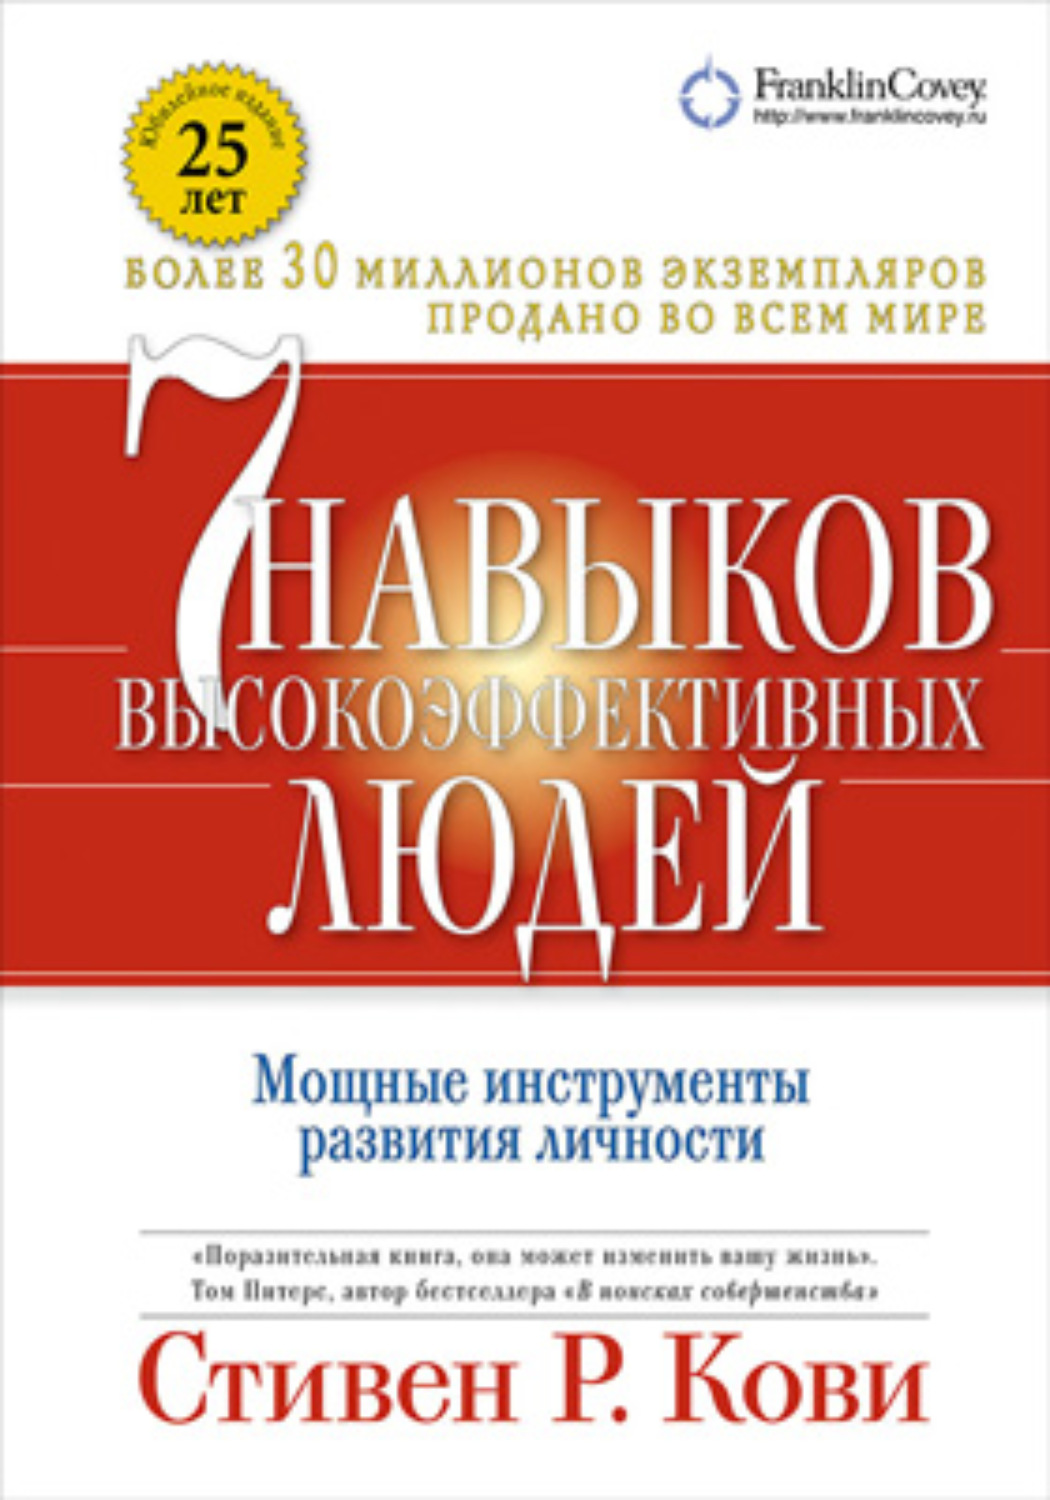 Юбилейное издание
25
лет
FranklinCovey
http://www.franklincovey.ru
БОЛЕЕ 30 МИЛЛИОНОВ ЭКЗЕМПЛЯРОВ
ПРОДАНО ВО ВСЕМ МИРЕ
7 НАВЫКОВ
ВЫСОКОЭФФЕКТИВНЫХ
ЛЮДЕЙ
Мощные инструменты
развития личности
«Поразительная книга, она может изменить вашу жизнь».
Том Питерс, автор бестселлера «В поисках совершенства»
Стивен Р. Кови